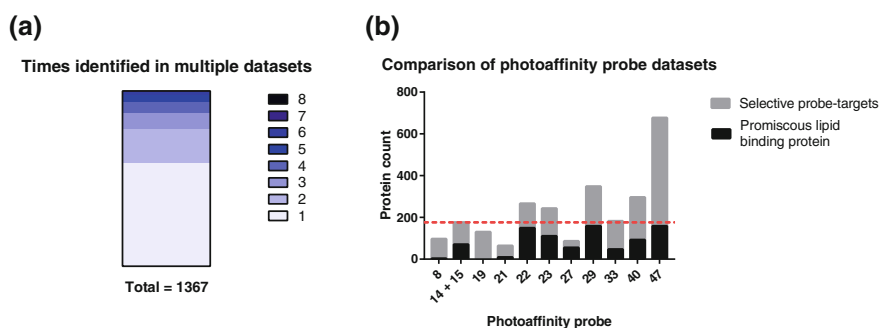 (a)
Times identified in multiple datasets
8
7
6
5
4
3
2
1
Total = 1367
(b)
Comparison of photoaffinity probe datasets
Protein count
800
600
400
200
0
8
14 + 15
19
21
22
23
27
29
33
40
47
Photoaffinity probe
Selective probe-targets
Promiscous lipid
binding protein